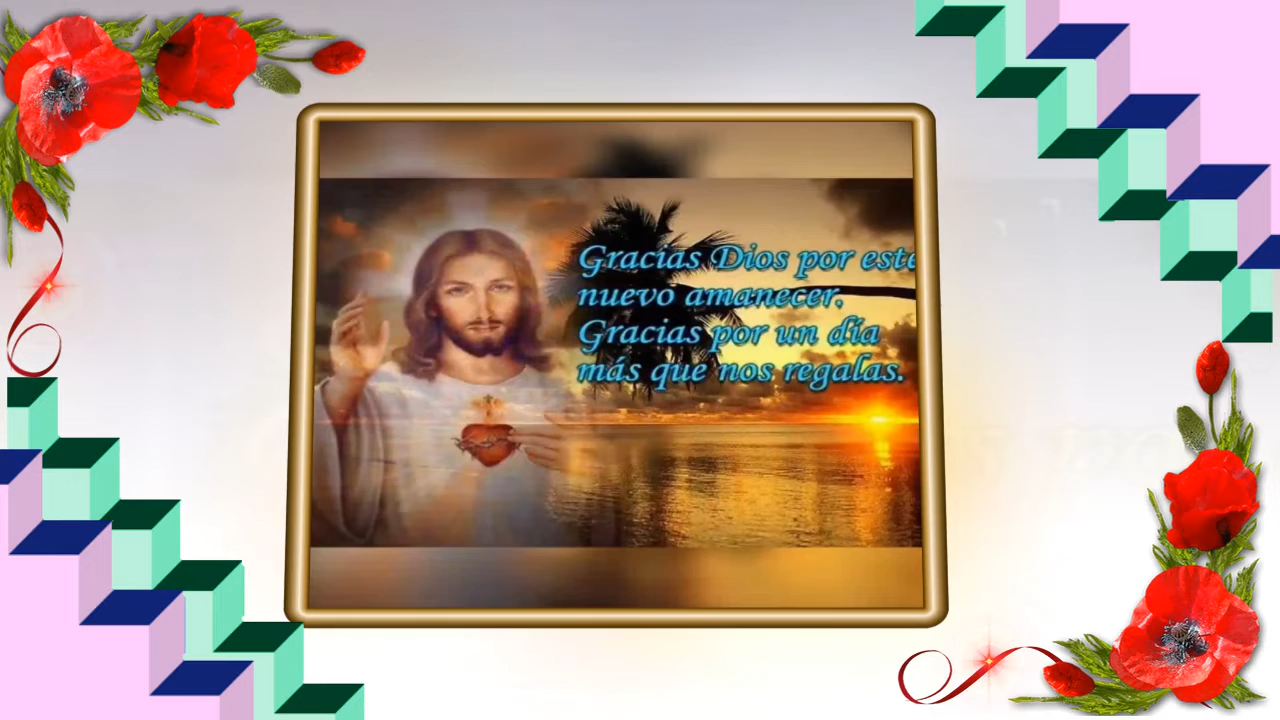 Gracias Dios por este
nuevo amanecer.
Gracias por un día
más que nos regalas.